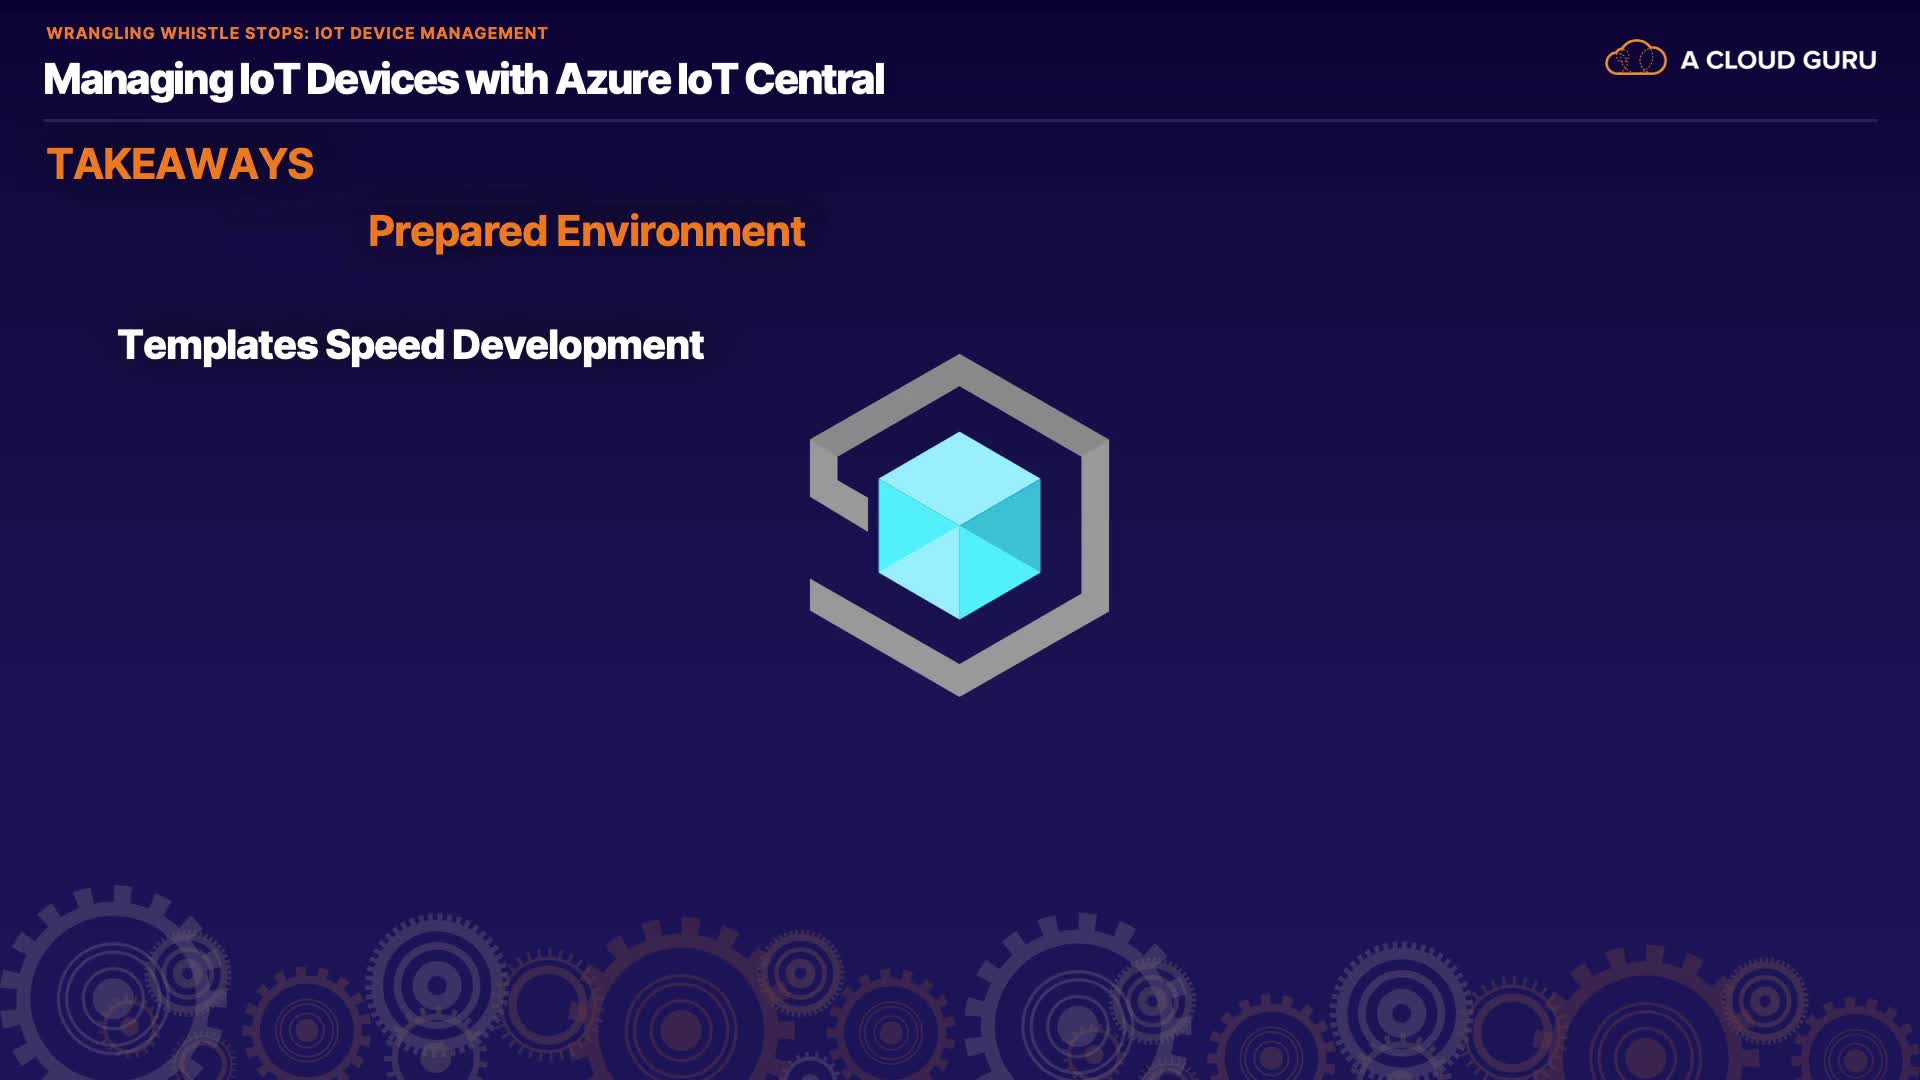 WRANGLING WHISTLE STOPS: IOT DEVICE MANAGEMENT
Managing IoT Devices with Azure IoT Central
A CLOUD GURU
TAKEAWAYS
Prepared Environment
Templates Speed Development